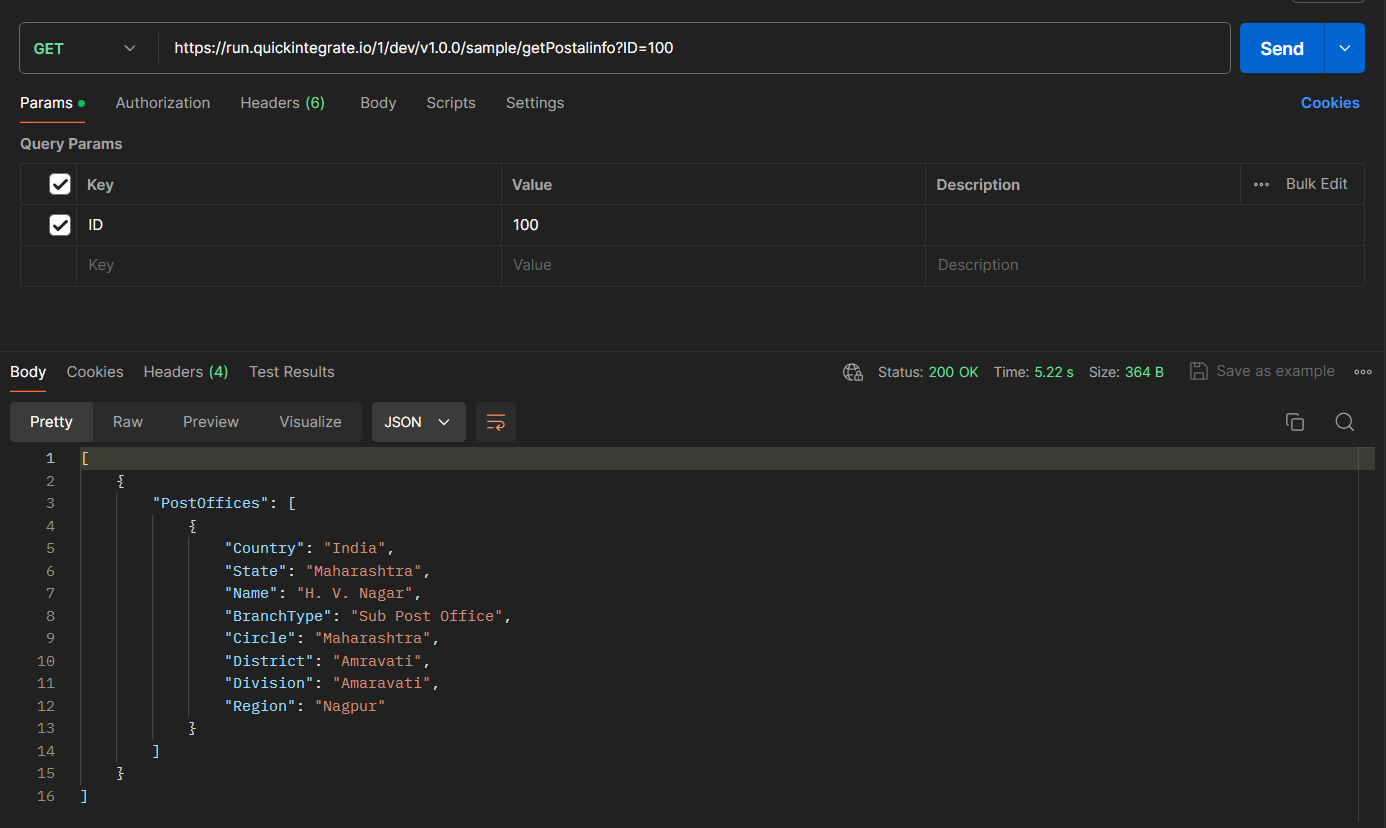 GET https://run.quickintegrate.io/1/dev/v1.0.0/sample/getPostalinfo?ID=100 Send
Params Authorization Headers (6) Body Scripts Settings Cookies
Query Params
Key Value Description Bulk Edit
ID 100
Key Value Description
Body Cookies Headers (4) Test Results Status: 200 OK Time: 5.22 s Size: 364 B Save as example
Pretty Raw Preview Visualize JSON
1 [
2 {
3 "PostOffices": [
4 {
5 "Country": "India",
6 "State": "Maharashtra",
7 "Name": "H. V. Nagar",
8 "BranchType": "Sub Post Office",
9 "Circle": "Maharashtra",
10 "District": "Amravati",
11 "Division": "Amaravati",
12 "Region": "Nagpur"
13 }
14 ]
15 }
16 ]